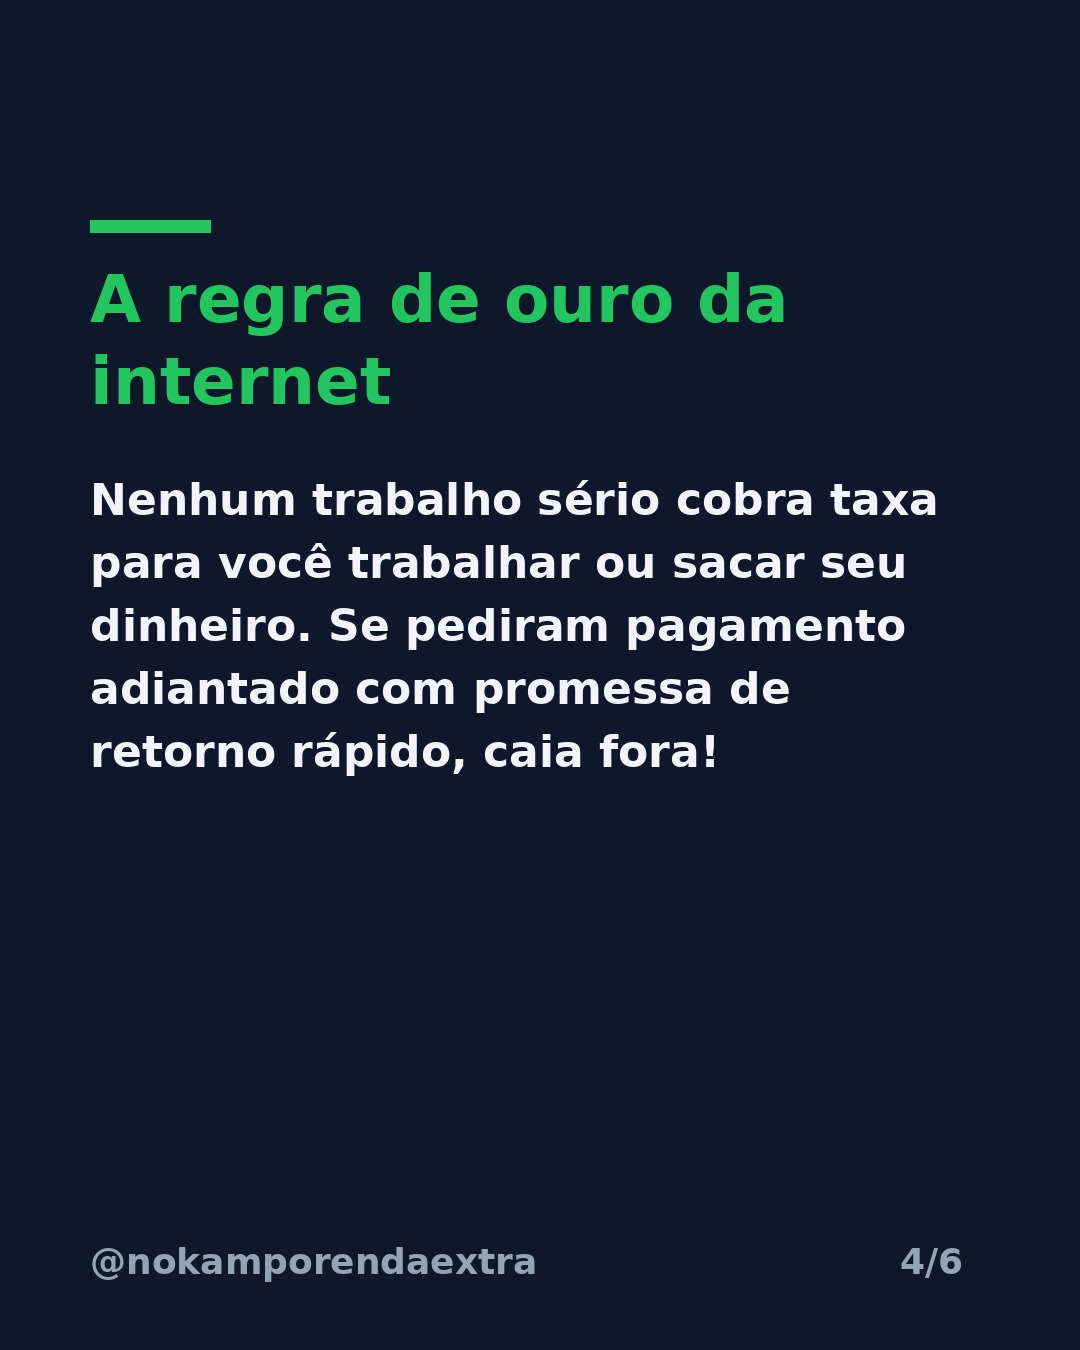 A regra de ouro da
internet
Nenhum trabalho sério cobra taxa
para você trabalhar ou sacar seu
dinheiro. Se pediram pagamento
adiantado com promessa de
retorno rápido, caia fora!
@nokamporendaextra
4/6